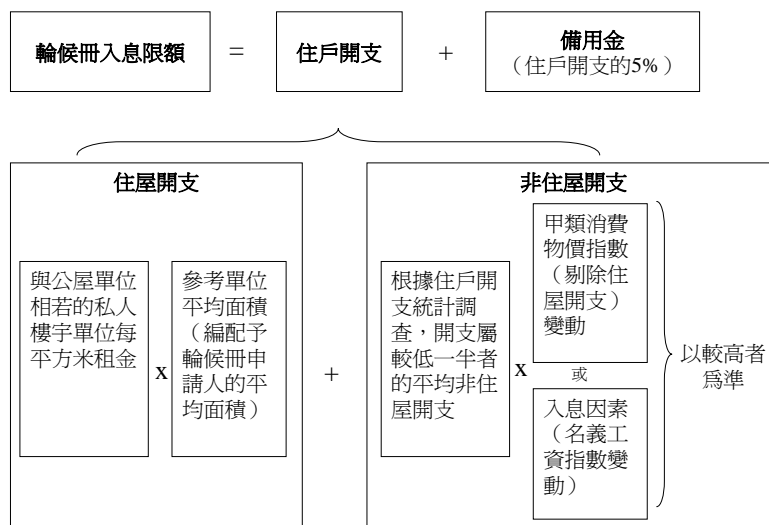 輪候冊入息限額
=
住戶開支
+
備用金
（住戶開支的5%）
住屋開支
與公屋單位
相若的私人
樓宇單位每
平方米租金
x
參考單位
平均面積
（編配予
輪候冊申
請人的平
均面積）
+
非住屋開支
根據住戶開
支統計調
查，開支屬
較低一半者
的平均非住
屋開支
x
甲類消費
物價指數
（剔除住
屋開支）
變動
或
入息因素
（名義工
資指數變
動）
以較高者
爲準